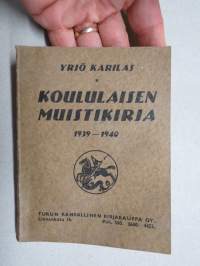 YRJÖ KARILAS
KOULULAISEN
MUISTIKIRJA
1939—1940
TURUN KANSALLINEN KIRJAKAUPPA OY.